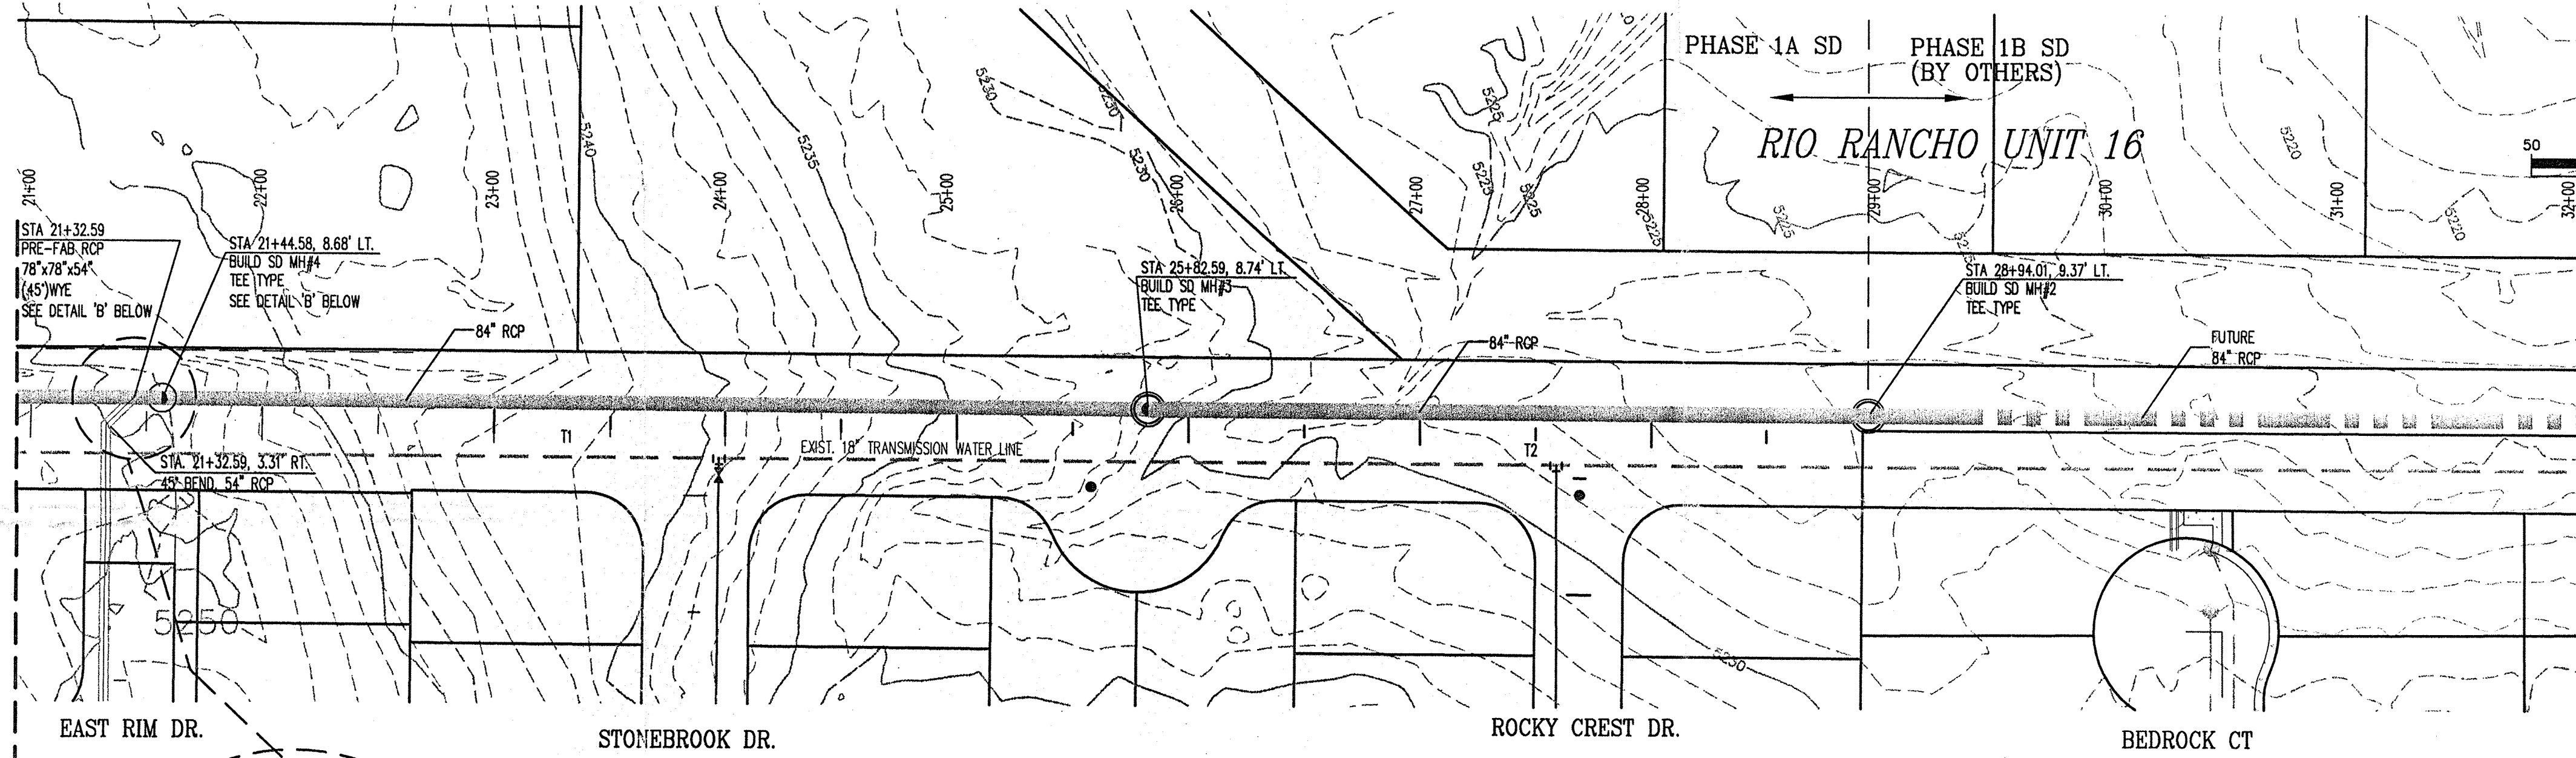 PHASE 1A SD
PHASE 1B SD
(BY OTHERS)
RIO RANCHO UNIT 16
50
5240
5235
5230
5230
5230
5225
5225
5225
5225
5225
5220
5220
21+00
22+00
23+00
24+00
25+00
26+00
27+00
28+00
29+00
30+00
31+00
32+00
STA 21+32.59
PRE-FAB RCP
78"x78"x54"
(45°)WYE
SEE DETAIL 'B' BELOW
STA 21+44.58, 8.68' LT.
BUILD SD MH#4
TEE TYPE
SEE DETAIL 'B' BELOW
84" RCP
STA 25+82.59, 8.74' LT.
BUILD SD MH#3
TEE TYPE
84" RCP
STA 28+94.01, 9.37' LT.
BUILD SD MH#2
TEE TYPE
FUTURE
84" RCP
T1
EXIST. 18" TRANSMISSION WATER LINE
T2
STA. 21+32.59, 3.31' RT.
45° BEND, 54" RCP
5250
5230
EAST RIM DR.
STONEBROOK DR.
ROCKY CREST DR.
BEDROCK CT